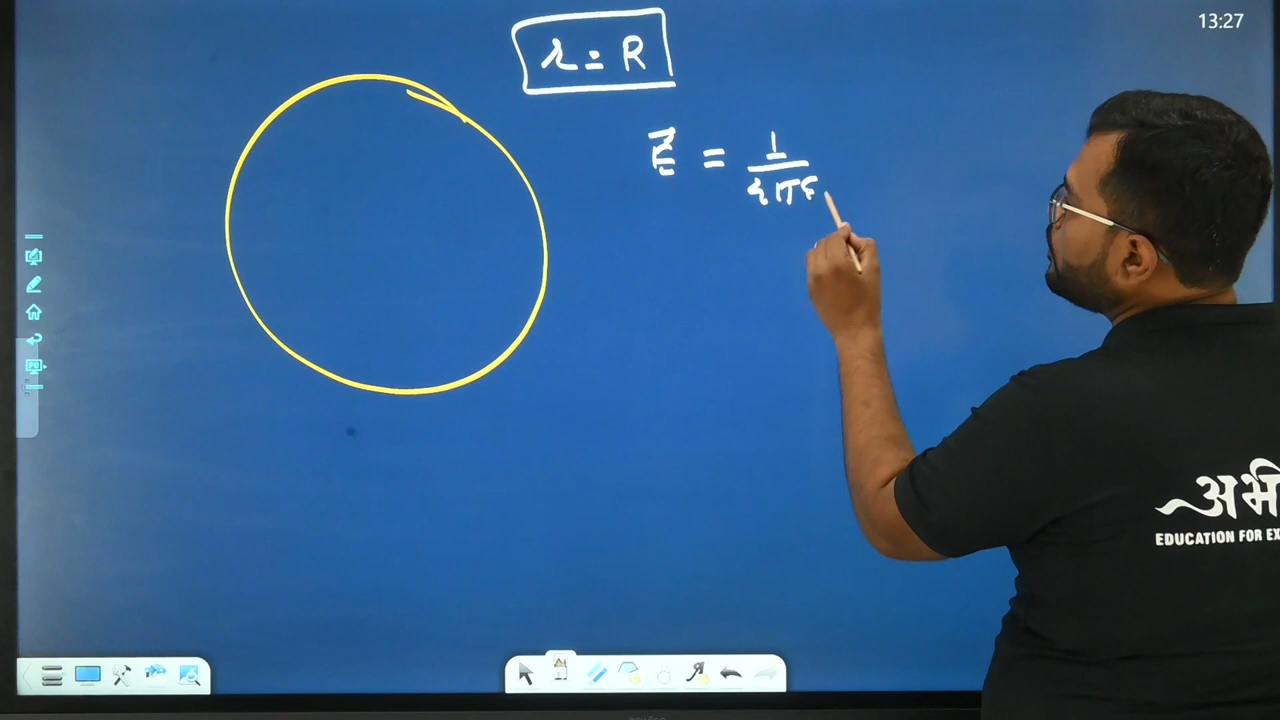 13:27
r = R
E⃗ = 1/4πε
अभ
EDUCATION FOR EX